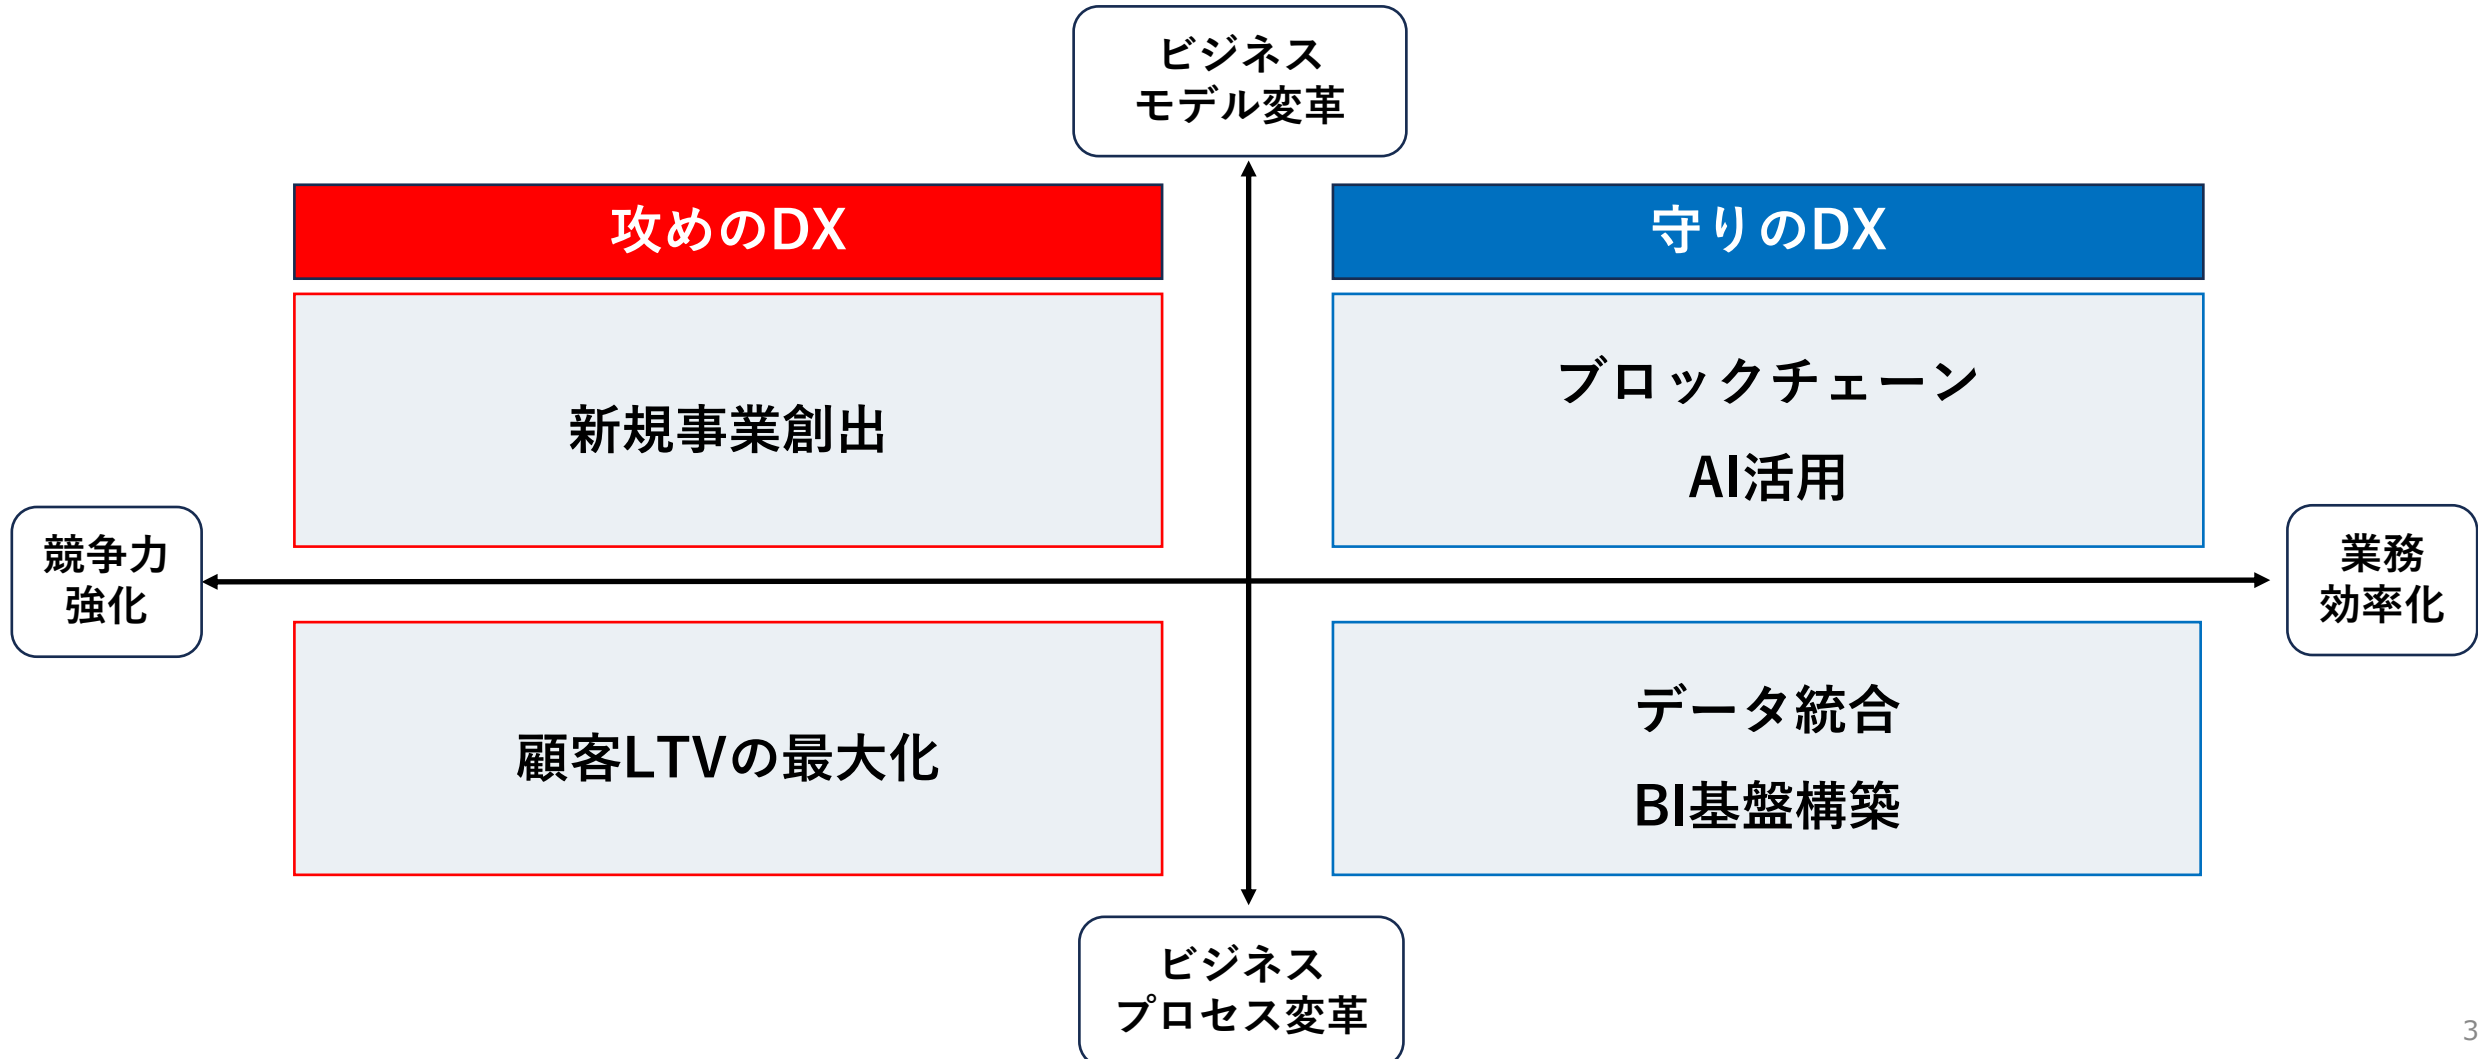 ビジネス
モデル変革
攻めのDX
守りのDX
新規事業創出
ブロックチェーン
AI活用
競争力
強化
業務
効率化
顧客LTVの最大化
データ統合
BI基盤構築
ビジネス
プロセス変革
3